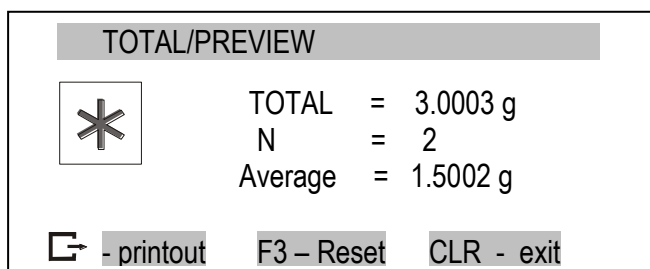 TOTAL/PREVIEW
TOTAL = 3.0003 g
N = 2
Average = 1.5002 g
- printout F3 – Reset CLR - exit